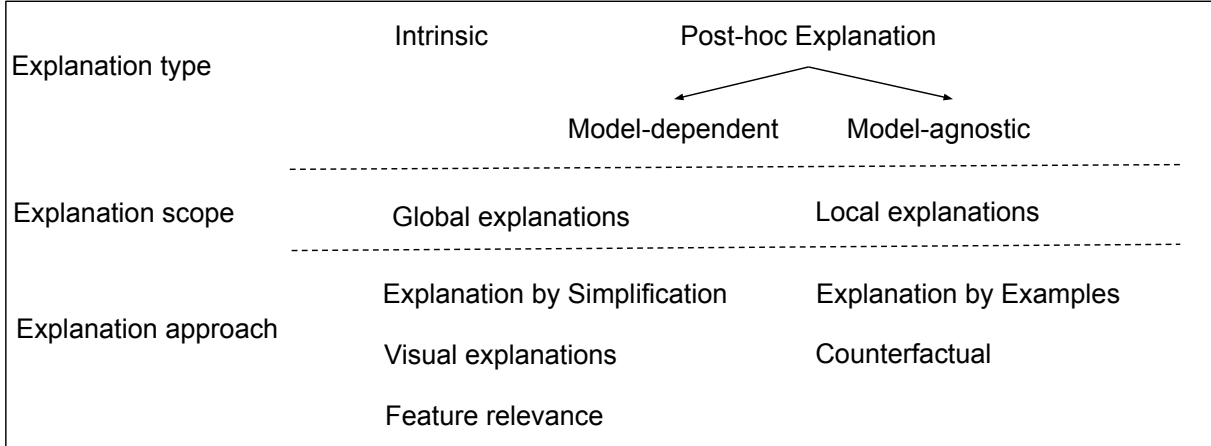 Intrinsic
Post-hoc Explanation
Explanation type
Model-dependent
Model-agnostic
Explanation scope
Global explanations
Local explanations
Explanation by Simplification
Explanation by Examples
Explanation approach
Visual explanations
Counterfactual
Feature relevance